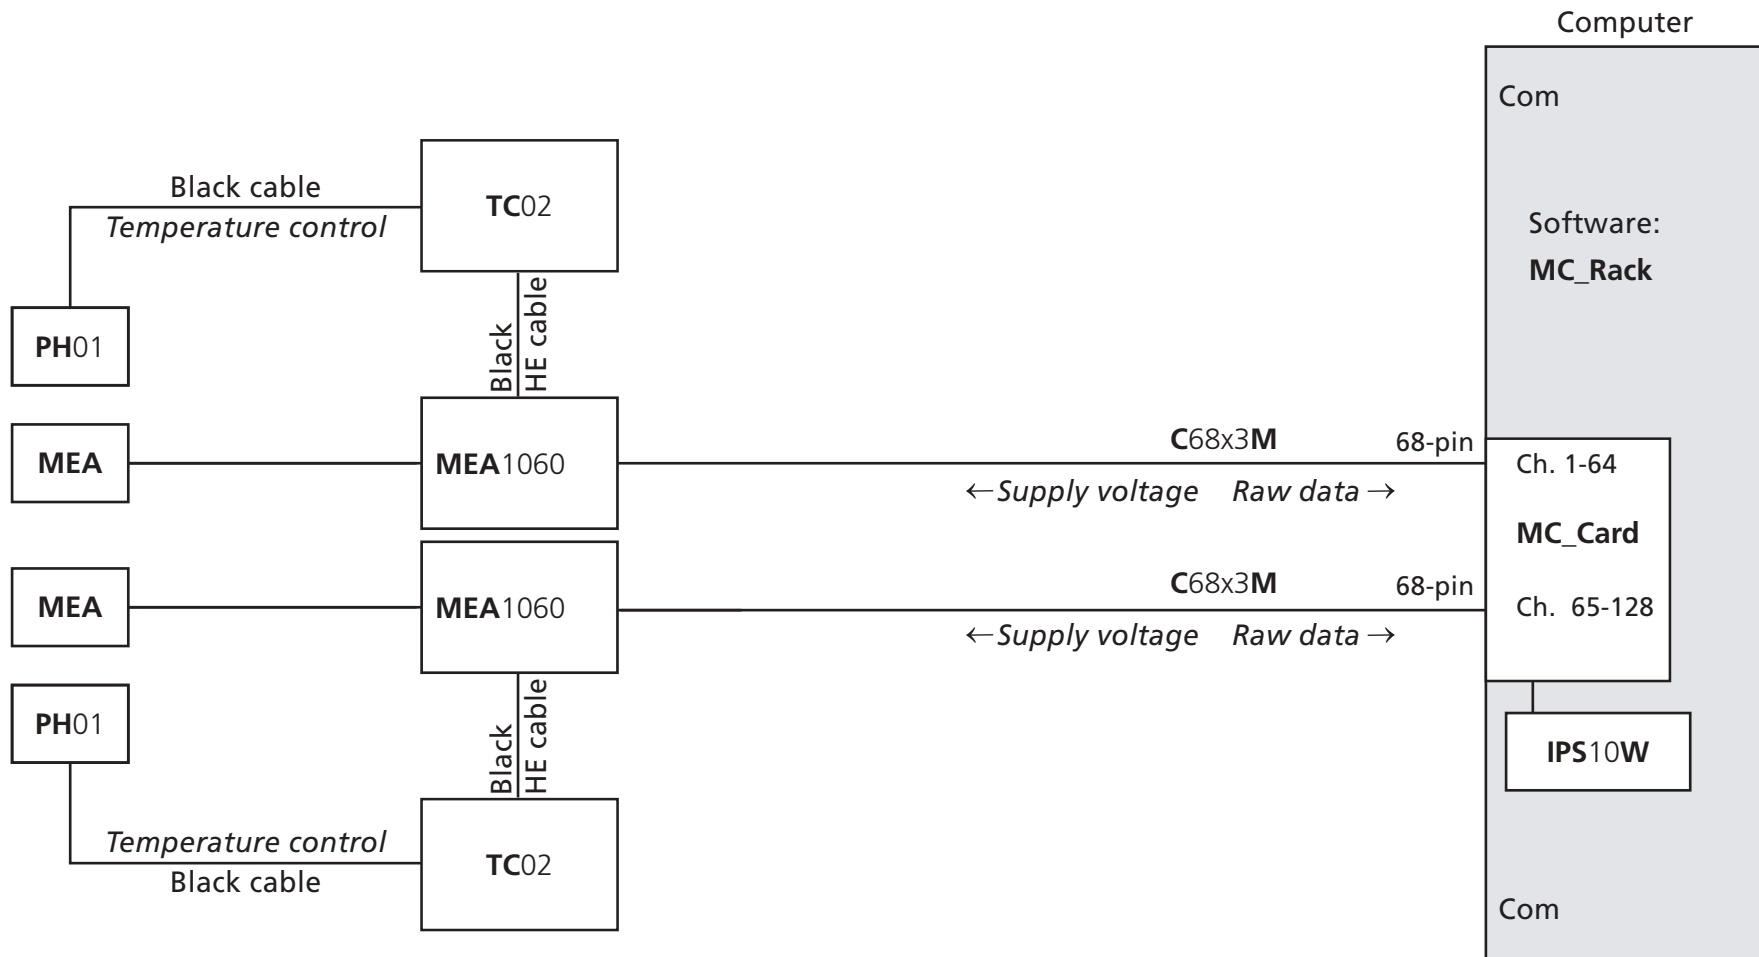 Computer
Com
Black cable
Temperature control
TC02
Software:
MC_Rack
Black
HE cable
PH01
MEA
MEA1060
C68x3M
68-pin
Ch. 1-64
←Supply voltage Raw data→
MC_Card
MEA
MEA1060
C68x3M
68-pin
Ch. 65-128
←Supply voltage Raw data→
PH01
Black
HE cable
IPS10W
Temperature control
Black cable
TC02
Com